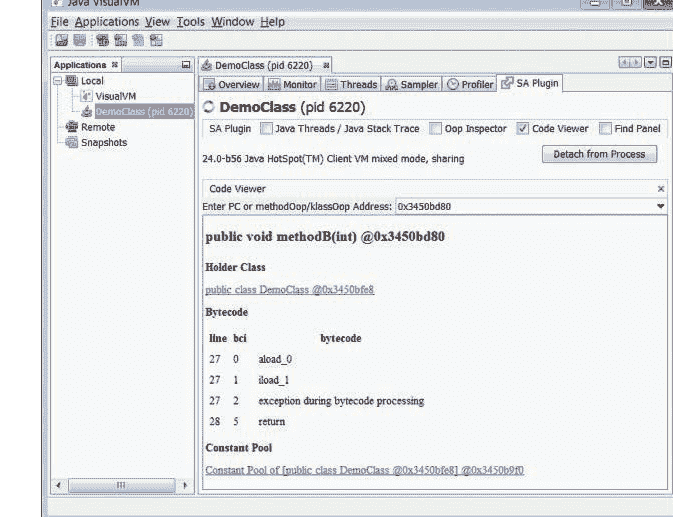 Java VisualVM
File Applications View Tools Window Help
Applications
Local
VisualVM
DemoClass (pid 6220)
Remote
Snapshots
DemoClass (pid 6220)
Overview Monitor Threads Sampler Profiler SA Plugin
DemoClass (pid 6220)
SA Plugin Java Threads / Java Stack Trace Oop Inspector Code Viewer Find Panel
24.0-b56 Java HotSpot(TM) Client VM mixed mode, sharing Detach from Process
Code Viewer
Enter PC or methodOop/klassOop Address: 0x3450bd80
public void methodB(int) @0x3450bd80
Holder Class
public class DemoClass @0x3450bfe8
Bytecode
line bci bytecode
27 0 aload_0
27 1 iload_1
27 2 exception during bytecode processing
28 5 return
Constant Pool
Constant Pool of [public class DemoClass @0x3450bfe8] @0x3450b9f0